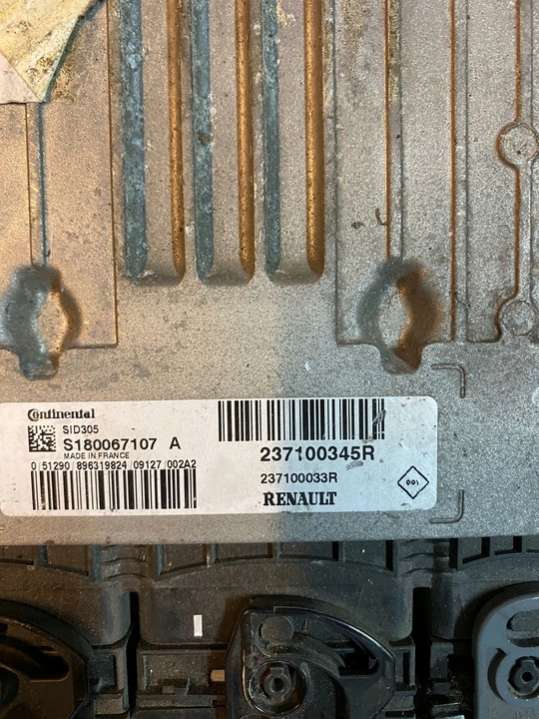 Continental
SID305
S180067107 A
MADE IN FRANCE
0 51290 896319824 09127 002A2
237100345R
237100033R
RENAULT